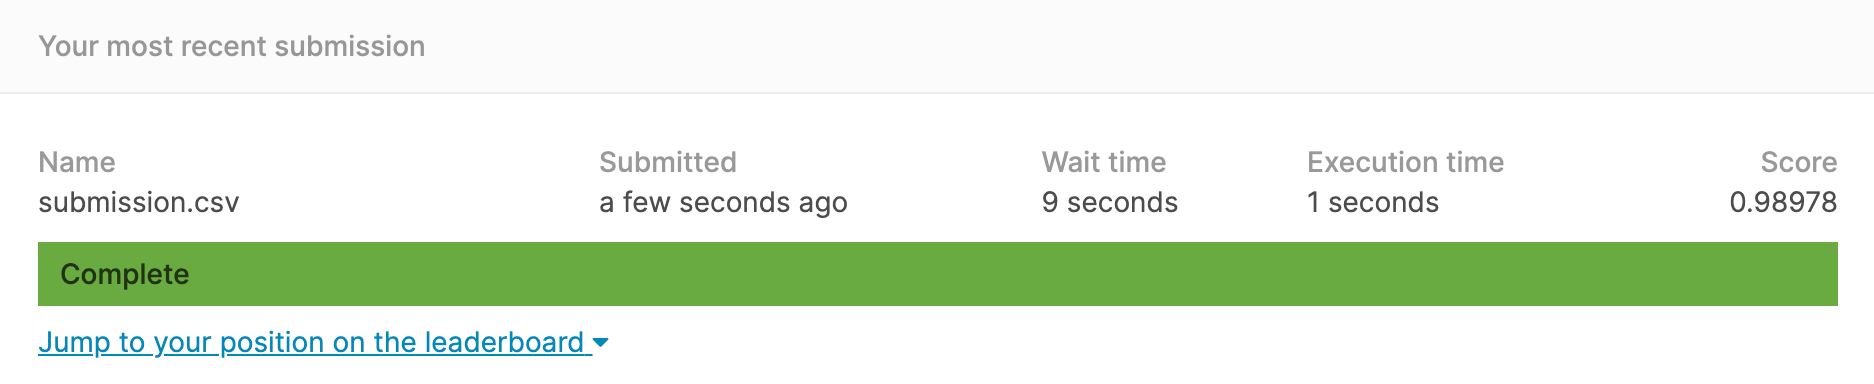 Your most recent submission
Name Submitted Wait time Execution time Score
submission.csv a few seconds ago 9 seconds 1 seconds 0.98978
Complete
Jump to your position on the leaderboard